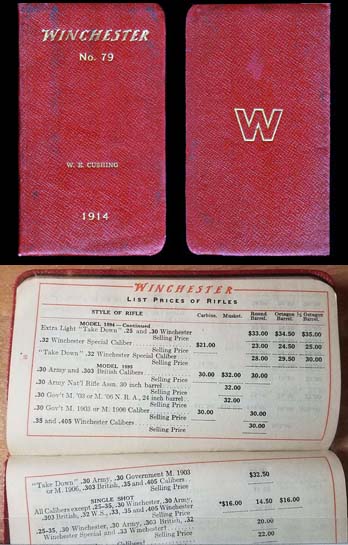 WINCHESTER
No. 79
W. E. CUSHING
1914
W
WINCHESTER
LIST PRICES OF RIFLES
STYLE OF RIFLE Carbine. Musket. Round Barrel. Octagon Barrel. ½ Octagon Barrel.
MODEL 1894—Continued
Extra Light "Take Down" .25 and .30 Winchester
Selling Price $33.00 $34.50 $35.00
.32 Winchester Special Caliber
Selling Price $21.00 23.00 24.50 25.00
"Take Down" .32 Winchester Special Caliber
Selling Price 28.00 29.50 30.00
MODEL 1895
.30 Army and .303 British Calibers
Selling Price 30.00 $32.00 30.00
.30 Army Nat'l Rifle Assn. 30 inch barrel
Selling Price 32.00
.30 Gov't M. '03 or M. '06 N. R. A., 24 inch barrel
Selling Price 32.00
.30 Gov't M. 1903 or M. 1906 Caliber
Selling Price 30.00 30.00
.35 and .405 Winchester Calibers
Selling Price 30.00
"Take Down" .30 Army, .30 Government M. 1903
or M. 1906, .303 British, .35 and .405 Calibers
Selling Price $32.50
SINGLE SHOT
All Calibers except .25-35, .30 Winchester, .30 Army,
.303 British, .32 W.S., .33, .35 and .405 Winchester
Selling Price *$16.00 14.50 $16.00
.25-35, .30 Winchester, .30 Army, .303 British, .32
Winchester Special and .33 Winchester
Selling Price 20.00
22.00